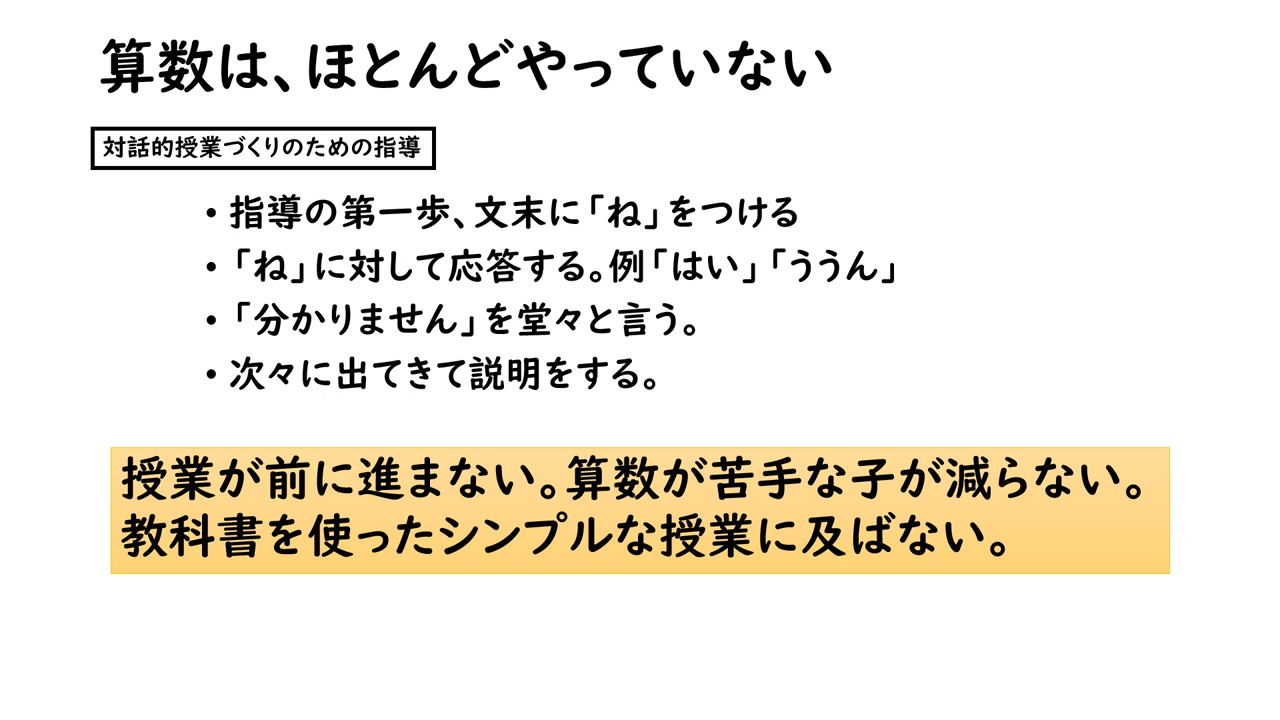 算数は、ほとんどやっていない
対話的授業づくりのための指導
• 指導の第一歩、文末に「ね」をつける
• 「ね」に対して応答する。例「はい」「ううん」
• 「分かりません」を堂々と言う。
• 次々に出てきて説明をする。
授業が前に進まない。算数が苦手な子が減らない。
教科書を使ったシンプルな授業に及ばない。